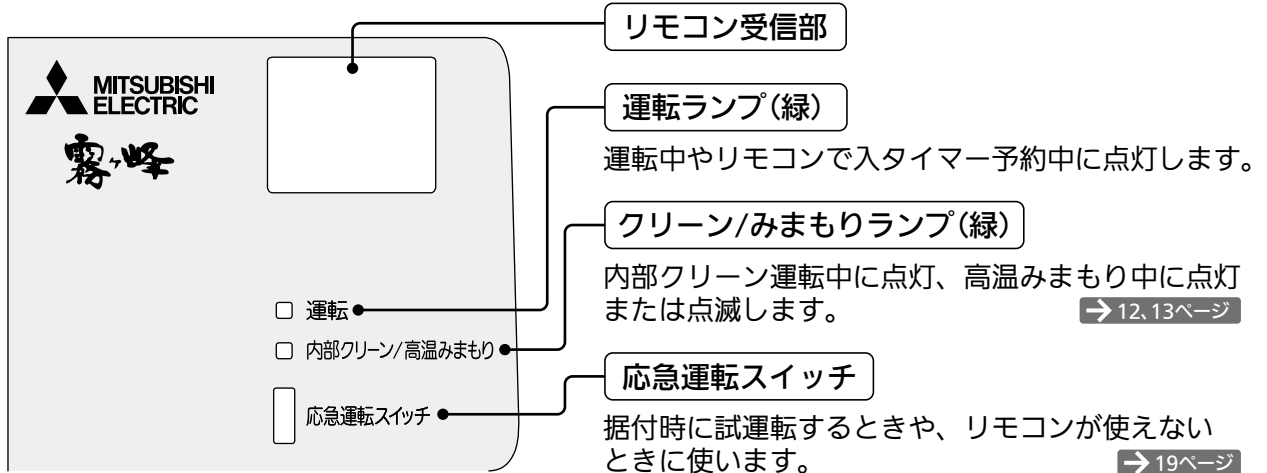 リモコン受信部
MITSUBISHI
ELECTRIC
霧ヶ峰
運転ランプ(緑)
運転中やリモコンで入タイマー予約中に点灯します。
クリーン/みまもりランプ(緑)
内部クリーン運転中に点灯、高温みまもり中に点灯
または点滅します。
→ 12、13ページ
運転
内部クリーン/高温みまもり
応急運転スイッチ
応急運転スイッチ
据付時に試運転するときや、リモコンが使えない
ときに使います。
→ 19ページ